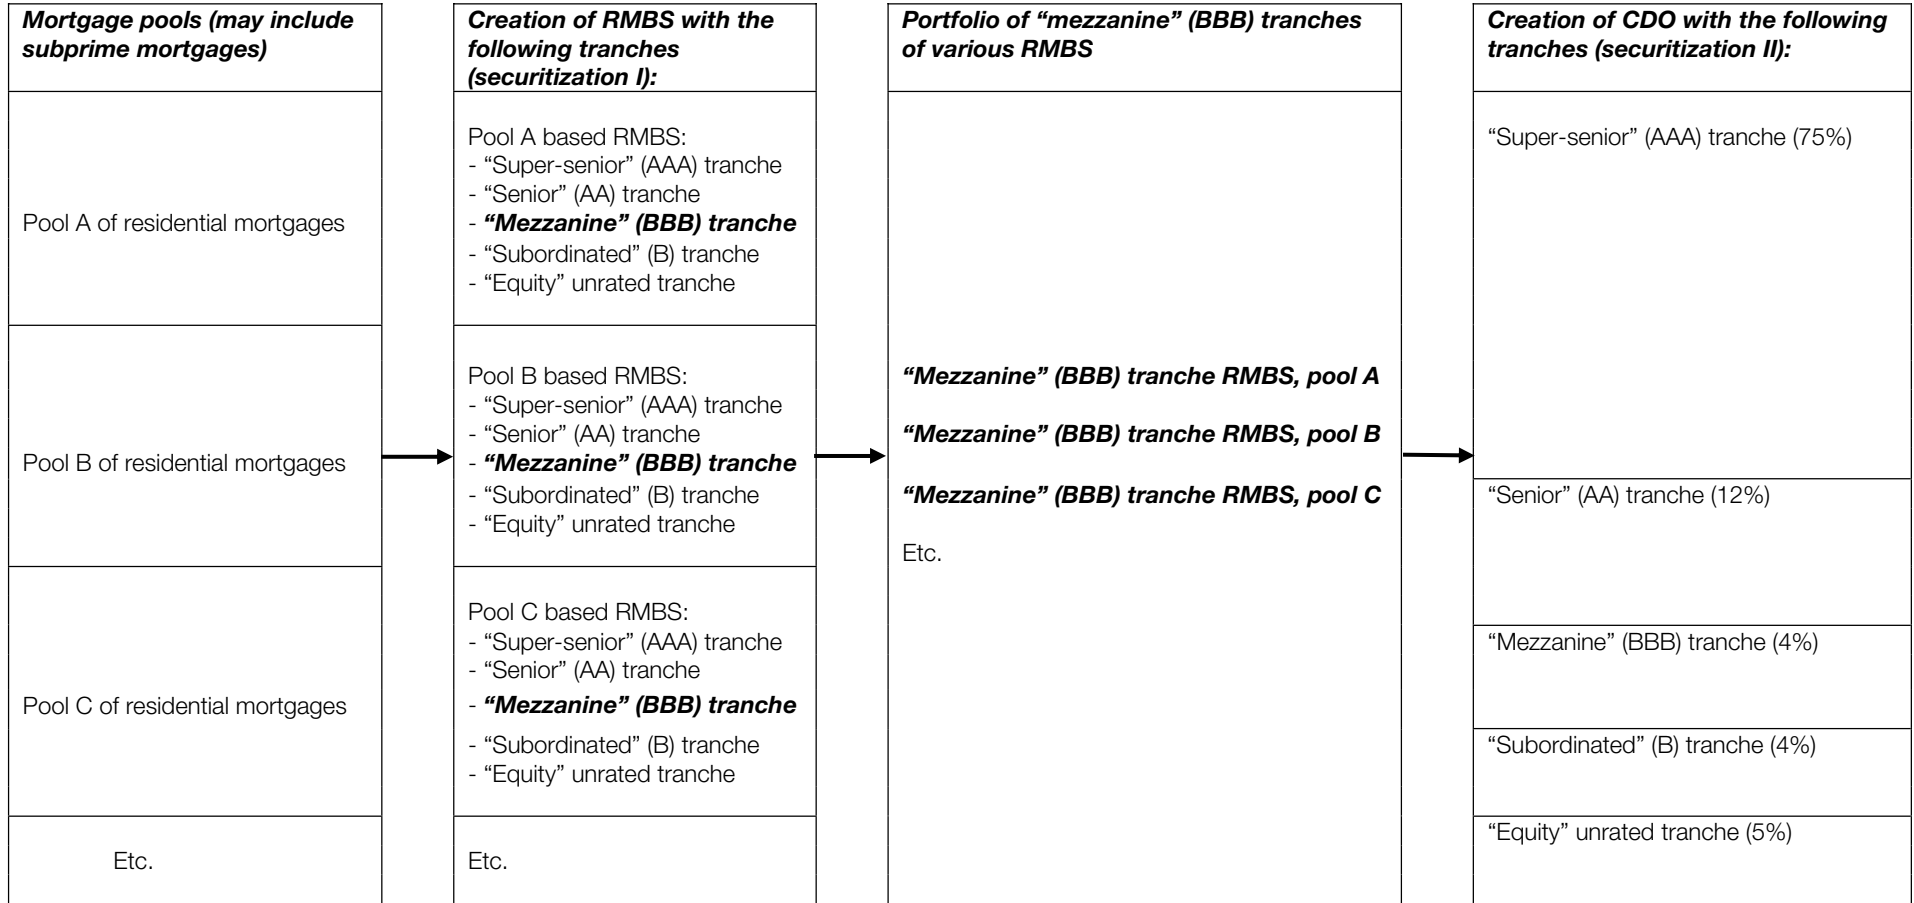 Mortgage pools (may include
subprime mortgages)
Creation of RMBS with the
following tranches
(securitization I):
Portfolio of “mezzanine” (BBB) tranches
of various RMBS
Creation of CDO with the following
tranches (securitization II):
Pool A of residential mortgages
Pool A based RMBS:
- “Super-senior” (AAA) tranche
- “Senior” (AA) tranche
- “Mezzanine” (BBB) tranche
- “Subordinated” (B) tranche
- “Equity” unrated tranche
Pool B of residential mortgages
Pool B based RMBS:
- “Super-senior” (AAA) tranche
- “Senior” (AA) tranche
- “Mezzanine” (BBB) tranche
- “Subordinated” (B) tranche
- “Equity” unrated tranche
Pool C of residential mortgages
Pool C based RMBS:
- “Super-senior” (AAA) tranche
- “Senior” (AA) tranche
- “Mezzanine” (BBB) tranche
- “Subordinated” (B) tranche
- “Equity” unrated tranche
Etc.
Etc.
“Mezzanine” (BBB) tranche RMBS, pool A
“Mezzanine” (BBB) tranche RMBS, pool B
“Mezzanine” (BBB) tranche RMBS, pool C
Etc.
“Super-senior” (AAA) tranche (75%)
“Senior” (AA) tranche (12%)
“Mezzanine” (BBB) tranche (4%)
“Subordinated” (B) tranche (4%)
“Equity” unrated tranche (5%)